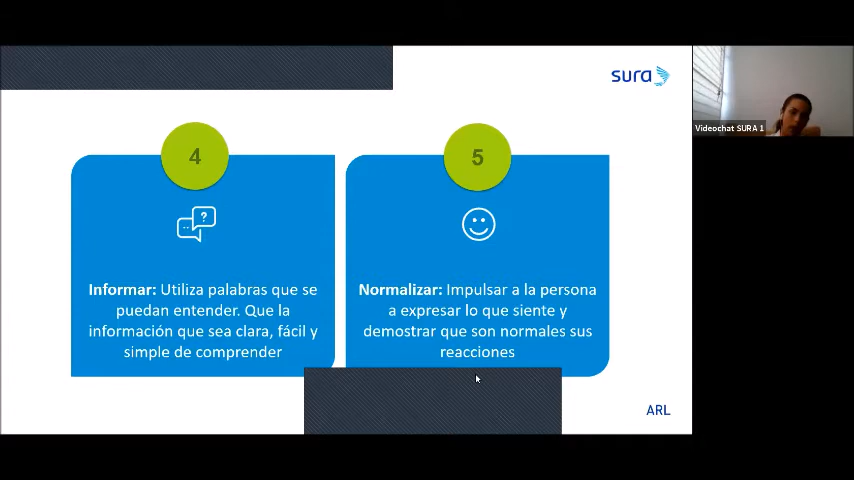 sura
Videochat SURA 1
4
5
?
Informar: Utiliza palabras que se
puedan entender. Que la
información que sea clara, fácil y
simple de comprender
Normalizar: Impulsar a la persona
a expresar lo que siente y
demostrar que son normales sus
reacciones
ARL